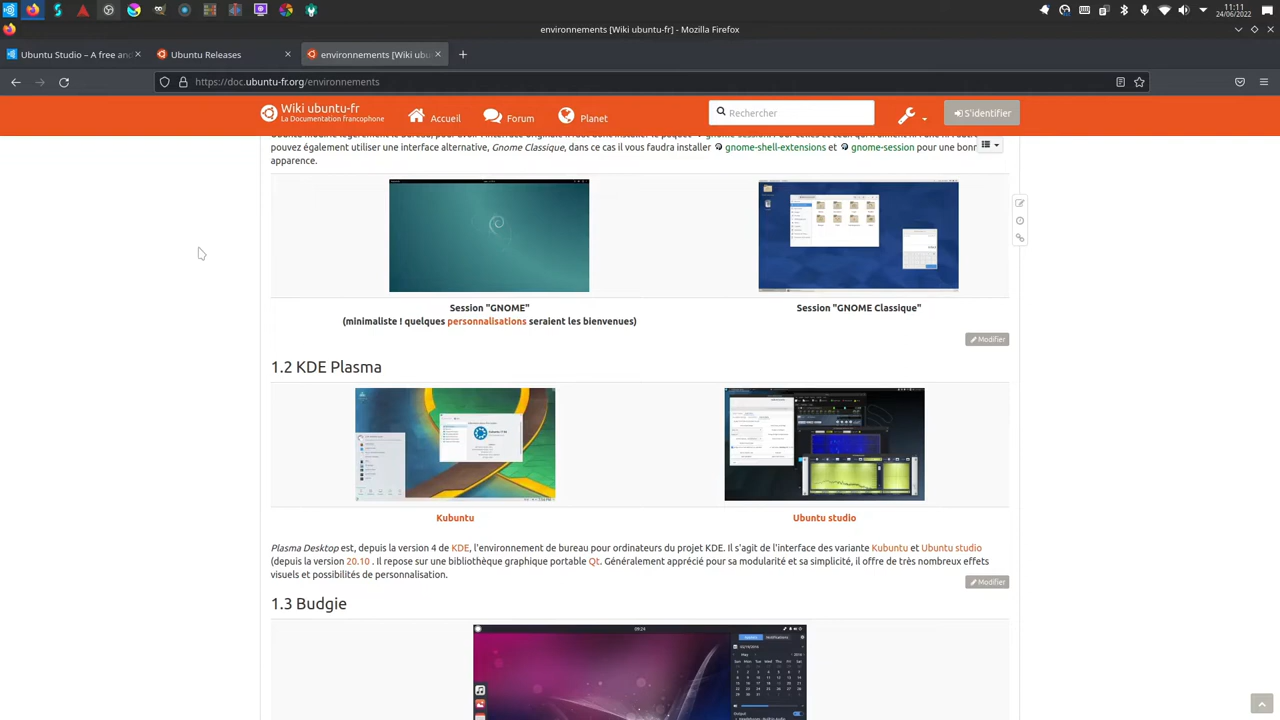 11:11
24/06/2022
environnements [Wiki ubuntu-fr] - Mozilla Firefox
Ubuntu Studio – A free and
Ubuntu Releases
environnements [Wiki ubu
https://doc.ubuntu-fr.org/environnements
Wiki ubuntu-fr
La Documentation francophone
Accueil
Forum
Planet
Rechercher
S'identifier
pouvez également utiliser une interface alternative, Gnome Classique, dans ce cas il vous faudra installer gnome-shell-extensions et gnome-session pour une bonn
apparence.
Session "GNOME"
(minimaliste ! quelques personnalisations seraient les bienvenues)
Session "GNOME Classique"
Modifier
1.2 KDE Plasma
Kubuntu
Ubuntu studio
Plasma Desktop est, depuis la version 4 de KDE, l'environnement de bureau pour ordinateurs du projet KDE. Il s'agit de l'interface des variante Kubuntu et Ubuntu studio
(depuis la version 20.10 . Il repose sur une bibliothèque graphique portable Qt. Généralement apprécié pour sa modularité et sa simplicité, il offre de très nombreux effets
visuels et possibilités de personnalisation.
Modifier
1.3 Budgie
09:24